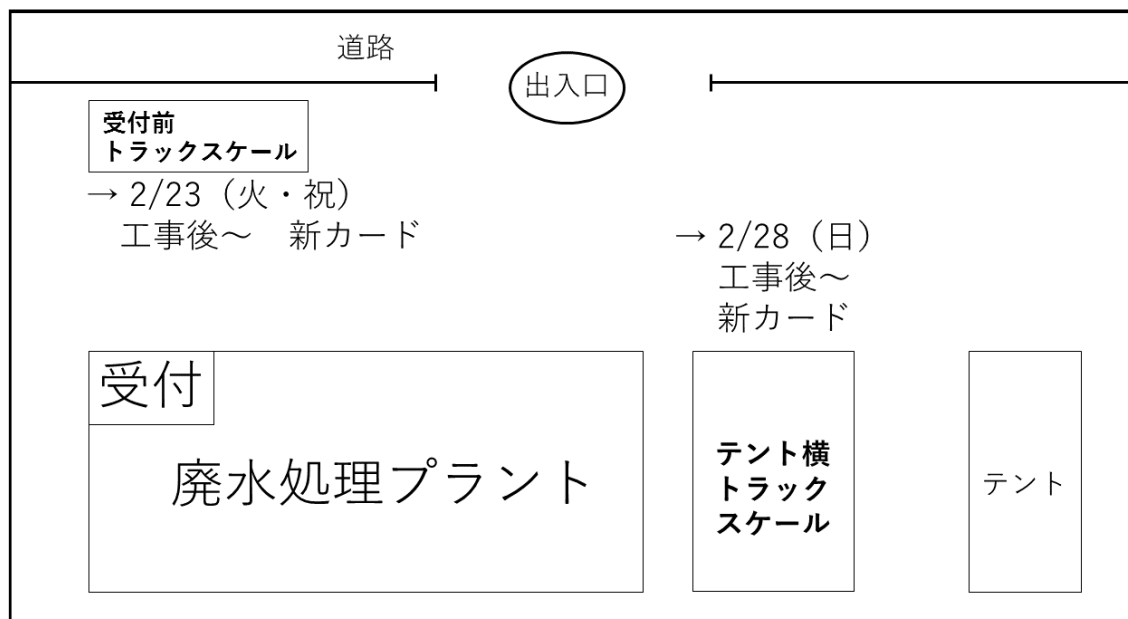 道路
出入口
受付前
トラックスケール
→ 2/23（火・祝）
工事後～　新カード
→ 2/28（日）
工事後～
新カード
受付
廃水処理プラント
テント横
トラック
スケール
テント